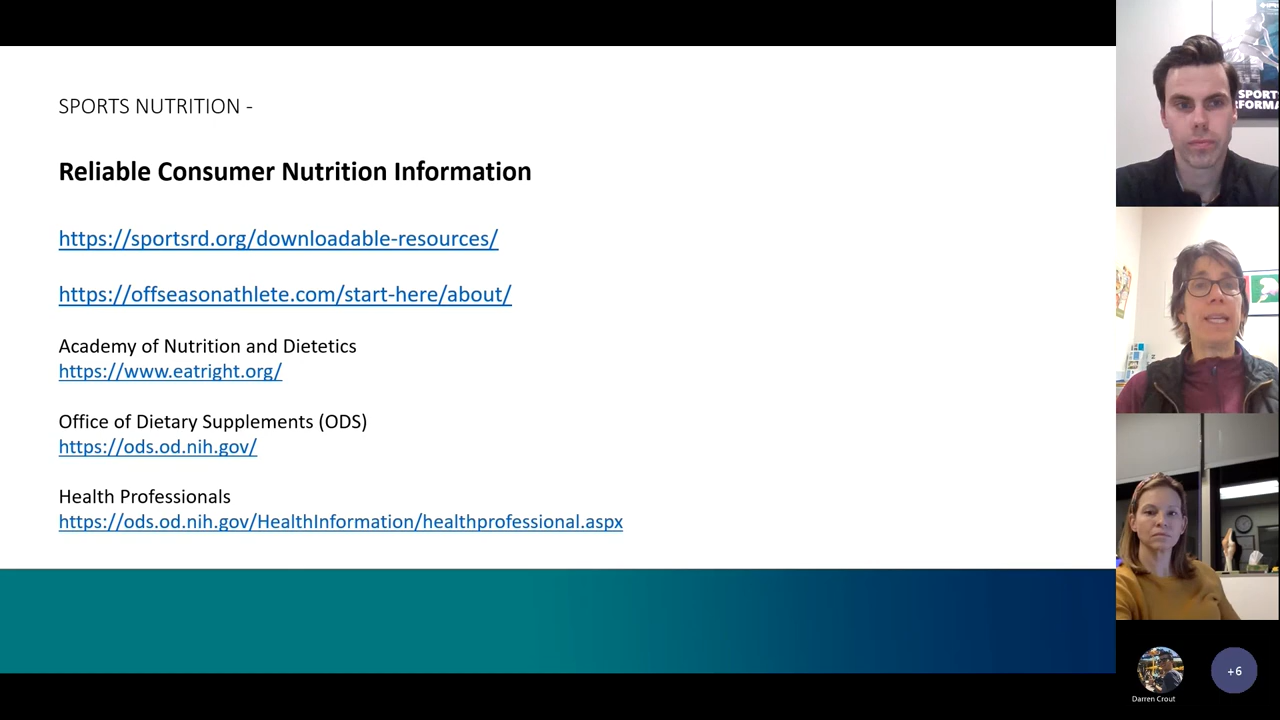 SPORTS NUTRITION -
Reliable Consumer Nutrition Information
https://sportsrd.org/downloadable-resources/
https://offseasonathlete.com/start-here/about/
Academy of Nutrition and Dietetics
https://www.eatright.org/
Office of Dietary Supplements (ODS)
https://ods.od.nih.gov/
Health Professionals
https://ods.od.nih.gov/HealthInformation/healthprofessional.aspx
SPORT
RFORMA
Darren Crout
+6